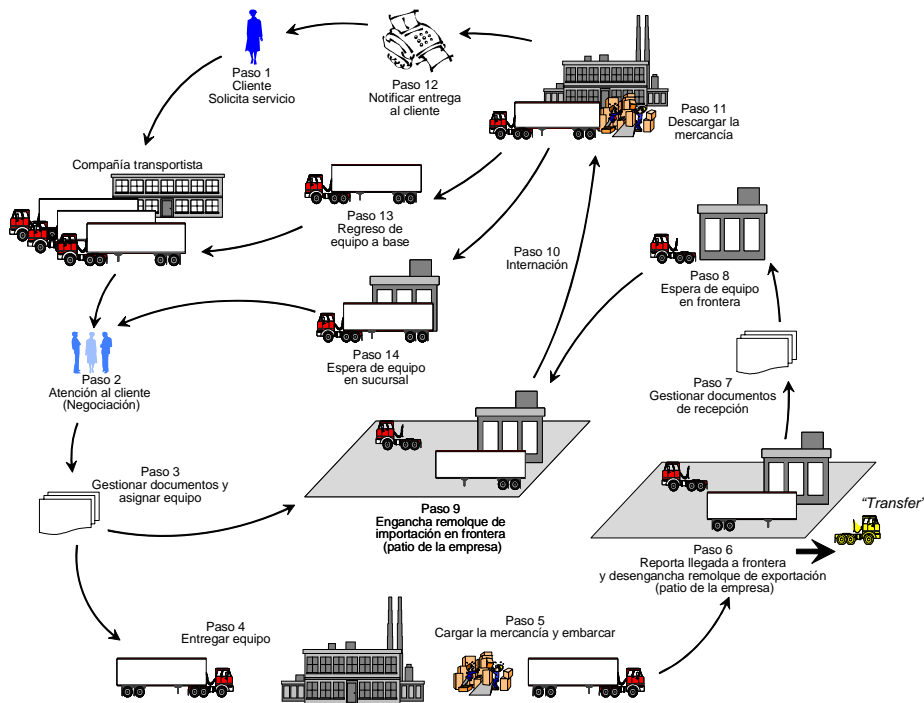 Paso 1
Cliente
Solicita servicio
Paso 12
Notificar entrega
al cliente
Paso 11
Descargar la
mercancía
Compañía transportista
Paso 13
Regreso de
equipo a base
Paso 10
Internación
Paso 8
Espera de equipo
en frontera
Paso 14
Espera de equipo
en sucursal
Paso 2
Atención al cliente
(Negociación)
Paso 7
Gestionar documentos
de recepción
Paso 3
Gestionar documentos y
asignar equipo
Paso 9
Engancha remolque de
importación en frontera
(patio de la empresa)
“Transfer”
Paso 6
Reporta llegada a frontera
y desengancha remolque de exportación
(patio de la empresa)
Paso 4
Entregar equipo
Paso 5
Cargar la mercancía y embarcar